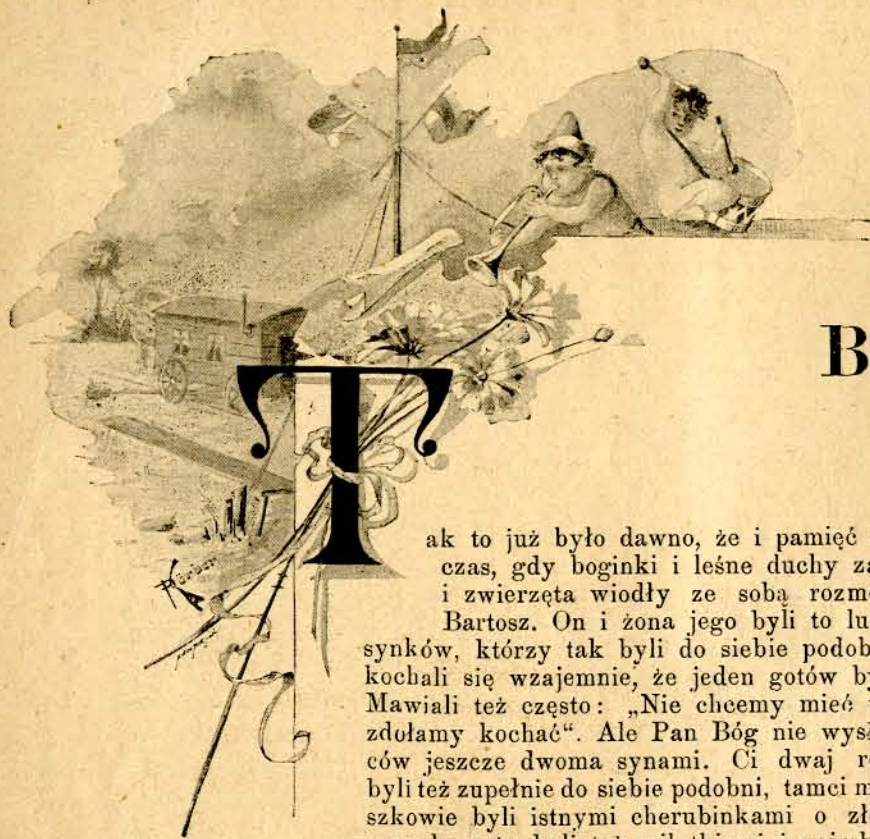 B
Tak to już było dawno, że i pamięć
czas, gdy boginki i leśne duchy za
i zwierzęta wiodły ze sobą rozm
Bartosz. On i żona jego byli to lu
synków, którzy tak byli do siebie podob
kochali się wzajemnie, że jeden gotów by
Mawiali też często: „Nie chcemy mieć
zdołamy kochać“. Ale Pan Bóg nie wysł
ców jeszcze dwoma synami. Ci dwaj r
byli też zupełnie do siebie podobni, tamci m
szkowie byli istnymi cherubinkami o zł